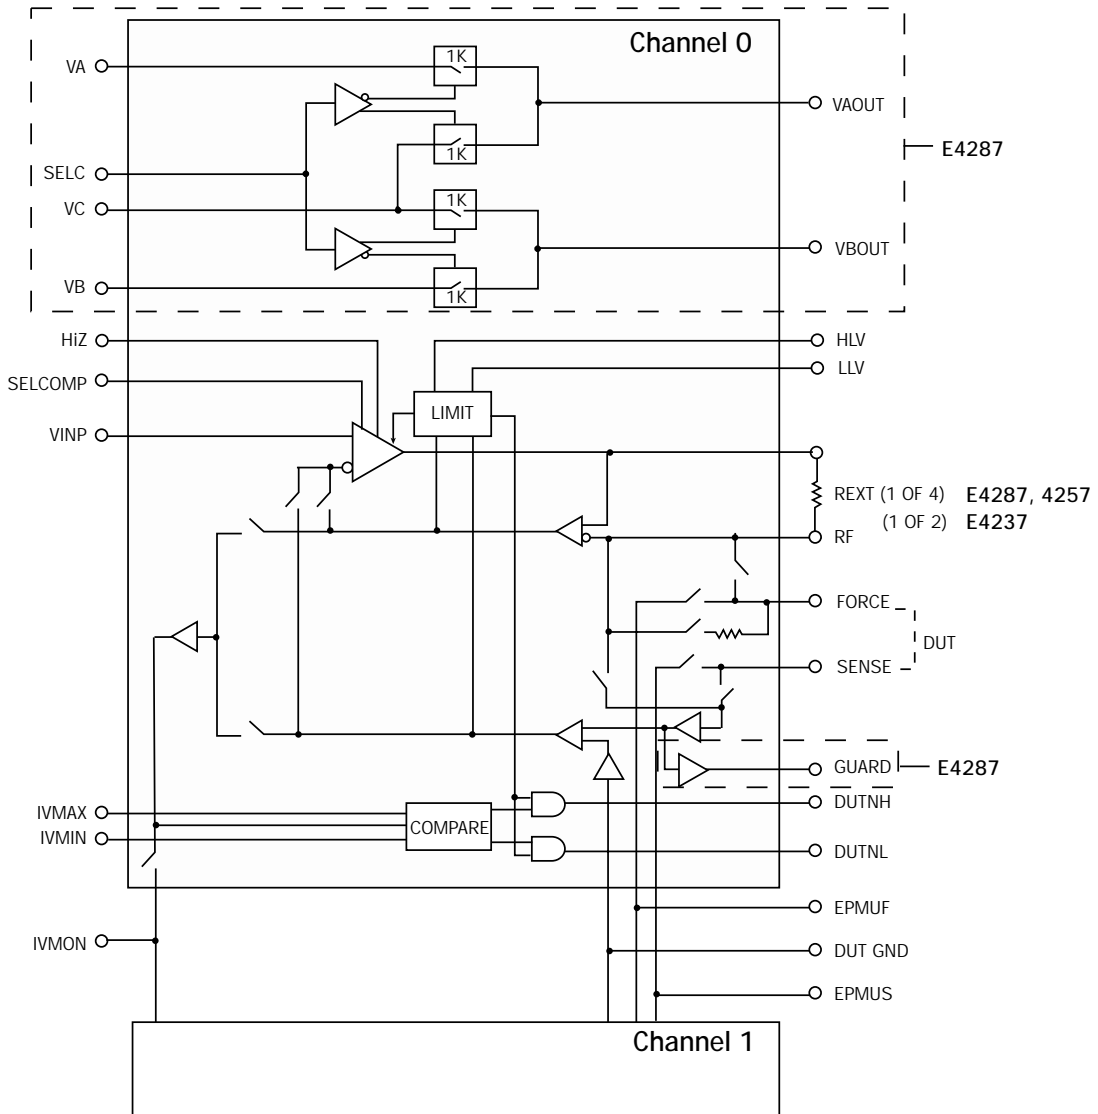 Channel 0
VA
1K
VAOUT
1K
E4287
SELC
VC
1K
VBOUT
VB
1K
HiZ
HLV
LLV
SELCOMP
LIMIT
VINP
REXT (1 OF 4) E4287, 4257
(1 OF 2) E4237
RF
FORCE
DUT
SENSE
GUARD
E4287
DUTNH
IVMAX
COMPARE
IVMIN
DUTNL
EPMUF
IVMON
DUT GND
EPMUS
Channel 1